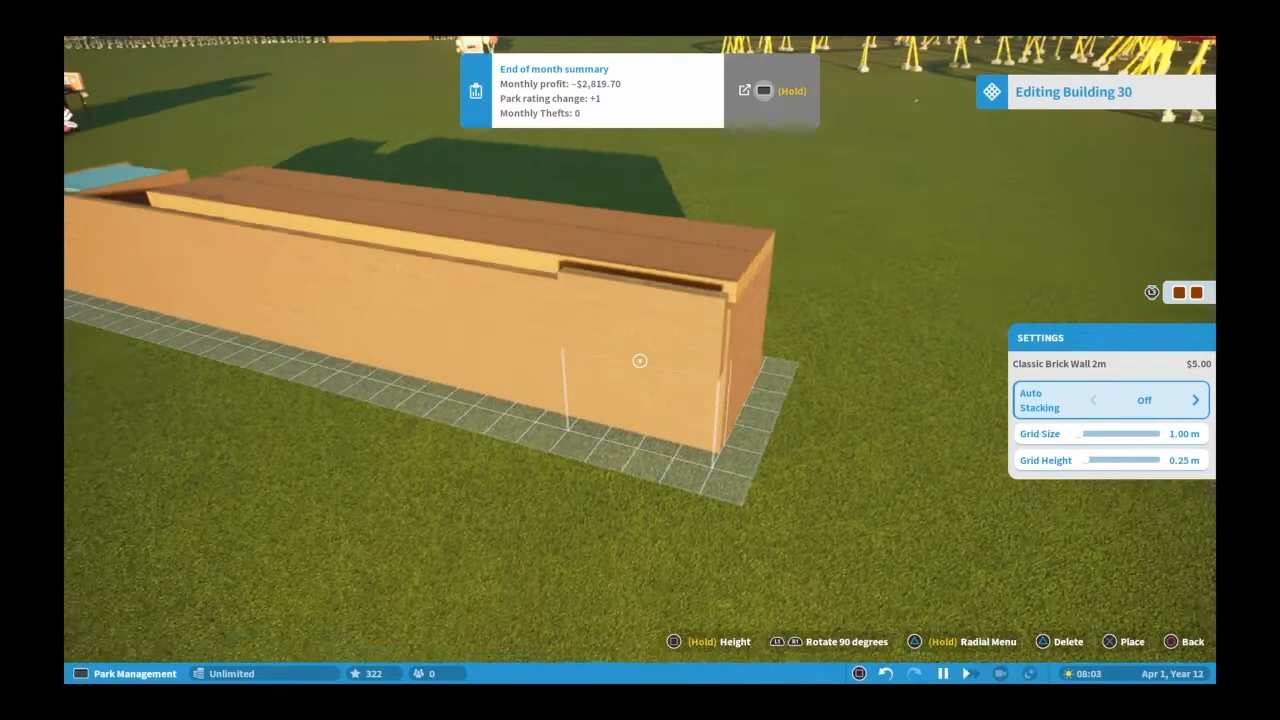 End of month summary
Monthly profit: −$2,819.70
Park rating change: +1
Monthly Thefts: 0
(Hold)
Editing Building 30
SETTINGS
Classic Brick Wall 2m $5.00
Auto Stacking Off
Grid Size 1.00 m
Grid Height 0.25 m
(Hold) Height L1 R1 Rotate 90 degrees (Hold) Radial Menu Delete Place Back
Park Management Unlimited 322 0 08:03 Apr 1, Year 12